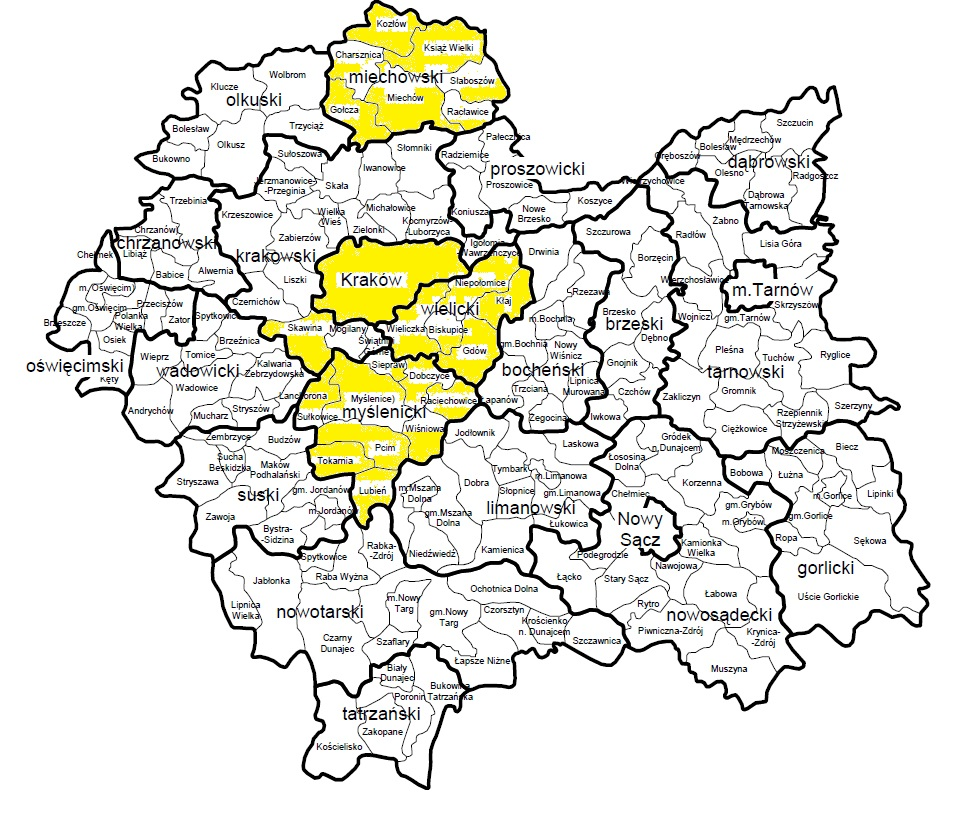 Kozłów
Charsznica
Książ Wielki
miechowski
Słaboszów
Miechów
Gołcza
Racławice
Wolbrom
Klucze
olkuski
Trzyciąż
Bolesław
Olkusz
Bukowno
Szczucin
Mędrzechów
Bolesław
Gręboszów
dąbrowski
Olesno
Radgoszcz
Dąbrowa
Tarnowska
Pałecznica
Słomniki
Radziemice
Sułoszowa
Iwanowice
proszowicki
Jerzmanowice-
-Przeginia
Skała
Proszowice
Koszyce
Wietrzychowice
Trzebinia
Krzeszowice
Wielka
Wieś
Michałowice
Kocmyrzów-
Luborzyca
Koniusza
Nowe
Brzesko
Żabno
Chrzanów
chrzanowski
Zabierzów
Zielonki
Igołomia-
Wawrzeńczyce
Drwinia
Szczurowa
Radłów
Lisia Góra
Chełmek
Libiąż
krakowski
Borzęcin
Babice
Alwernia
Liszki
Kraków
Niepołomice
Rzezawa
Wierzchosławice
m.Tarnów
m. Oświęcim
gm.Oświęcim
Przeciszów
Czernichów
wielicki
Kłaj
Skrzyszów
Brzeszcze
Polanka
Wielka
Zator
Spytkowice
Skawina
Mogilany
Wieliczka
Biskupice
m.Bochnia
Brzesko
brzeski
Wojnicz
gm.Tarnów
Osiek
Brzeźnica
Świątniki
Górne
Gdów
gm.Bochnia
Nowy
Wiśnicz
Dębno
oświęcimski
Kęty
Wieprz
Tomice
wadowicki
Kalwaria
Zebrzydowska
Siepraw
Dobczyce
bocheński
Gnojnik
Pleśna
Tuchów
Ryglice
tarnowski
Wadowice
Trzciana
Lipnica
Murowana
Czchów
Zakliczyn
Gromnik
Andrychów
Mucharz
Stryszów
Lanckorona
Myślenice)
myślenicki
Raciechowice
Łapanów
Sułkowice
Wiśniowa
Żegocina
Iwkowa
Rzepiennik
Strzyżewski
Szerzyny
Ciężkowice
Zembrzyce
Budzów
Pcim
Jodłownik
Laskowa
Gródek
n.Dunajcem
Moszczenica
Biecz
Sucha
Beskidzka
Maków
Podhalański
Tokarnia
Tymbark
m.Limanowa
Łososina
Dolna
Bobowa
Łużna
Stryszawa
suski
gm. Jordanów
Lubień
m.Mszana
Dolna
Dobra
Słopnice
gm.Limanowa
Chełmiec
Korzenna
m.Gorlice
Lipinki
gm.Grybów
Zawoja
m.Jordanów
gm.Mszana
Dolna
limanowski
Łukowica
Nowy
Sącz
m.Grybów
gm.Gorlice
Bystra-
-Sidzina
Ropa
Sękowa
Rabka-
-Zdrój
Niedźwiedź
Kamienica
Podegrodzie
Kamionka
Wielka
Spytkowice
Nawojowa
gorlicki
Jabłonka
Raba Wyżna
Łącko
Stary Sącz
Ochotnica Dolna
Łabowa
Uście Gorlickie
Lipnica
Wielka
nowotarski
m.Nowy
Targ
gm.Nowy
Targ
Czorsztyn
Krościenko
n. Dunajcem
Rytro
nowosądecki
Piwniczna-Zdrój
Krynica-
-Zdrój
Czarny
Dunajec
Szaflary
Szczawnica
Łapsze Niżne
Muszyna
Biały
Dunajec
Bukowina
Tatrzańska
Poronin
tatrzański
Zakopane
Kościelisko